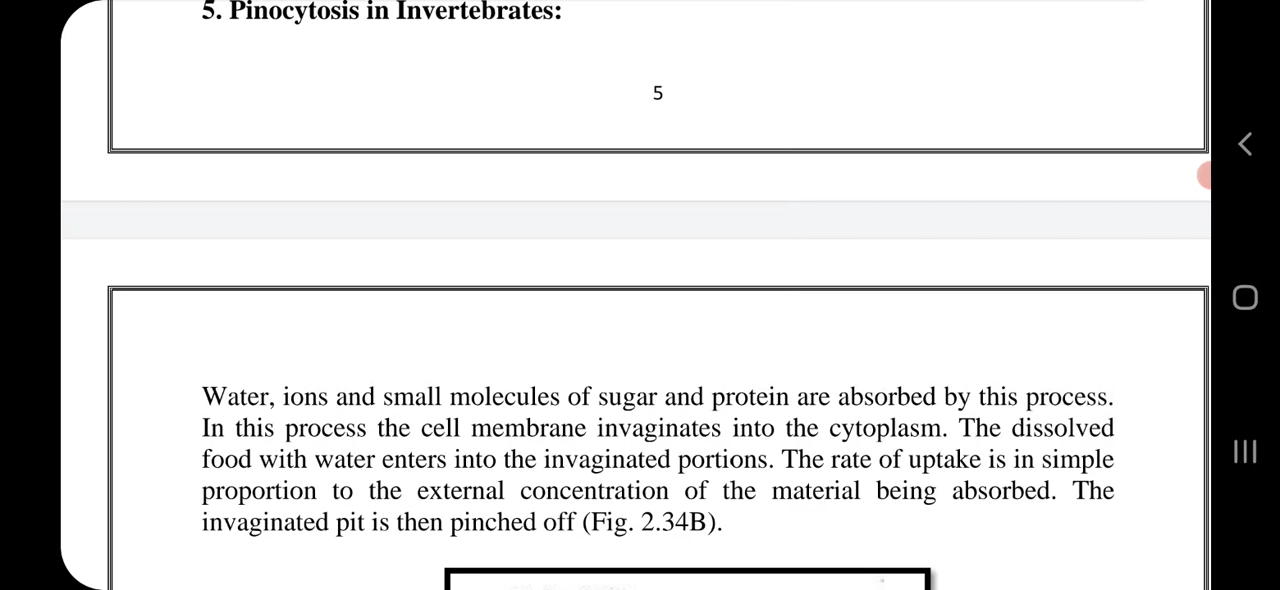 5. Pinocytosis in Invertebrates:
5
Water, ions and small molecules of sugar and protein are absorbed by this process.
In this process the cell membrane invaginates into the cytoplasm. The dissolved
food with water enters into the invaginated portions. The rate of uptake is in simple
proportion to the external concentration of the material being absorbed. The
invaginated pit is then pinched off (Fig. 2.34B).